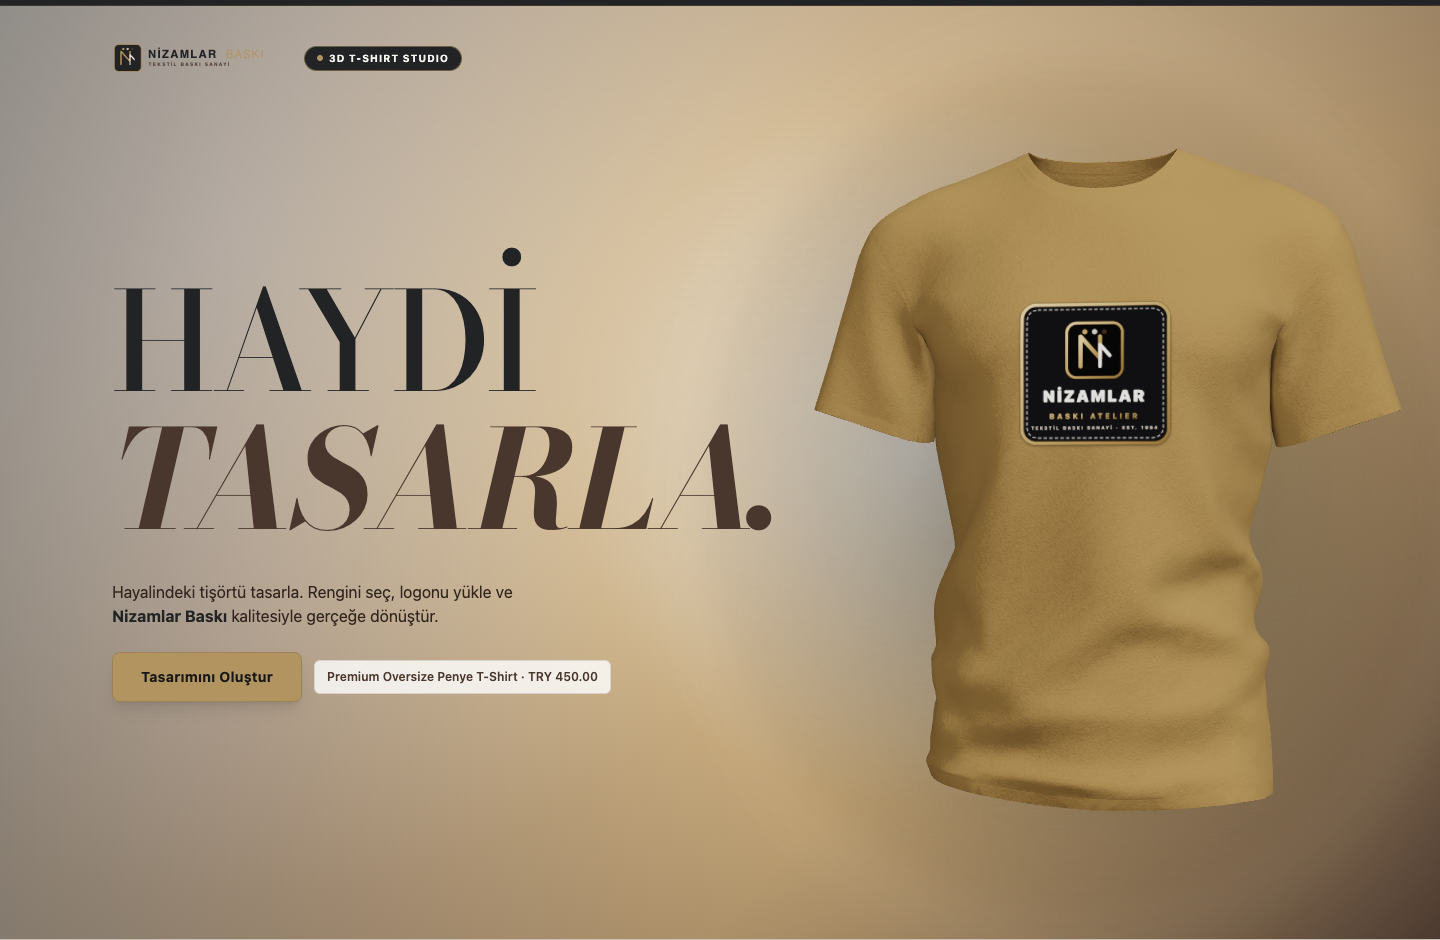 NİZAMLAR BASKI
TEKSTİL BASKI SANAYİ
3D T-SHIRT STUDIO
HAYDİ
TASARLA.
Hayalindeki tişörtü tasarla. Rengini seç, logonu yükle ve
Nizamlar Baskı kalitesiyle gerçeğe dönüştür.
Tasarımını Oluştur
Premium Oversize Penye T-Shirt · TRY 450.00
NİZAMLAR
BASKI ATELIER
TEKSTİL BASKI SANAYİ · EST. 1994